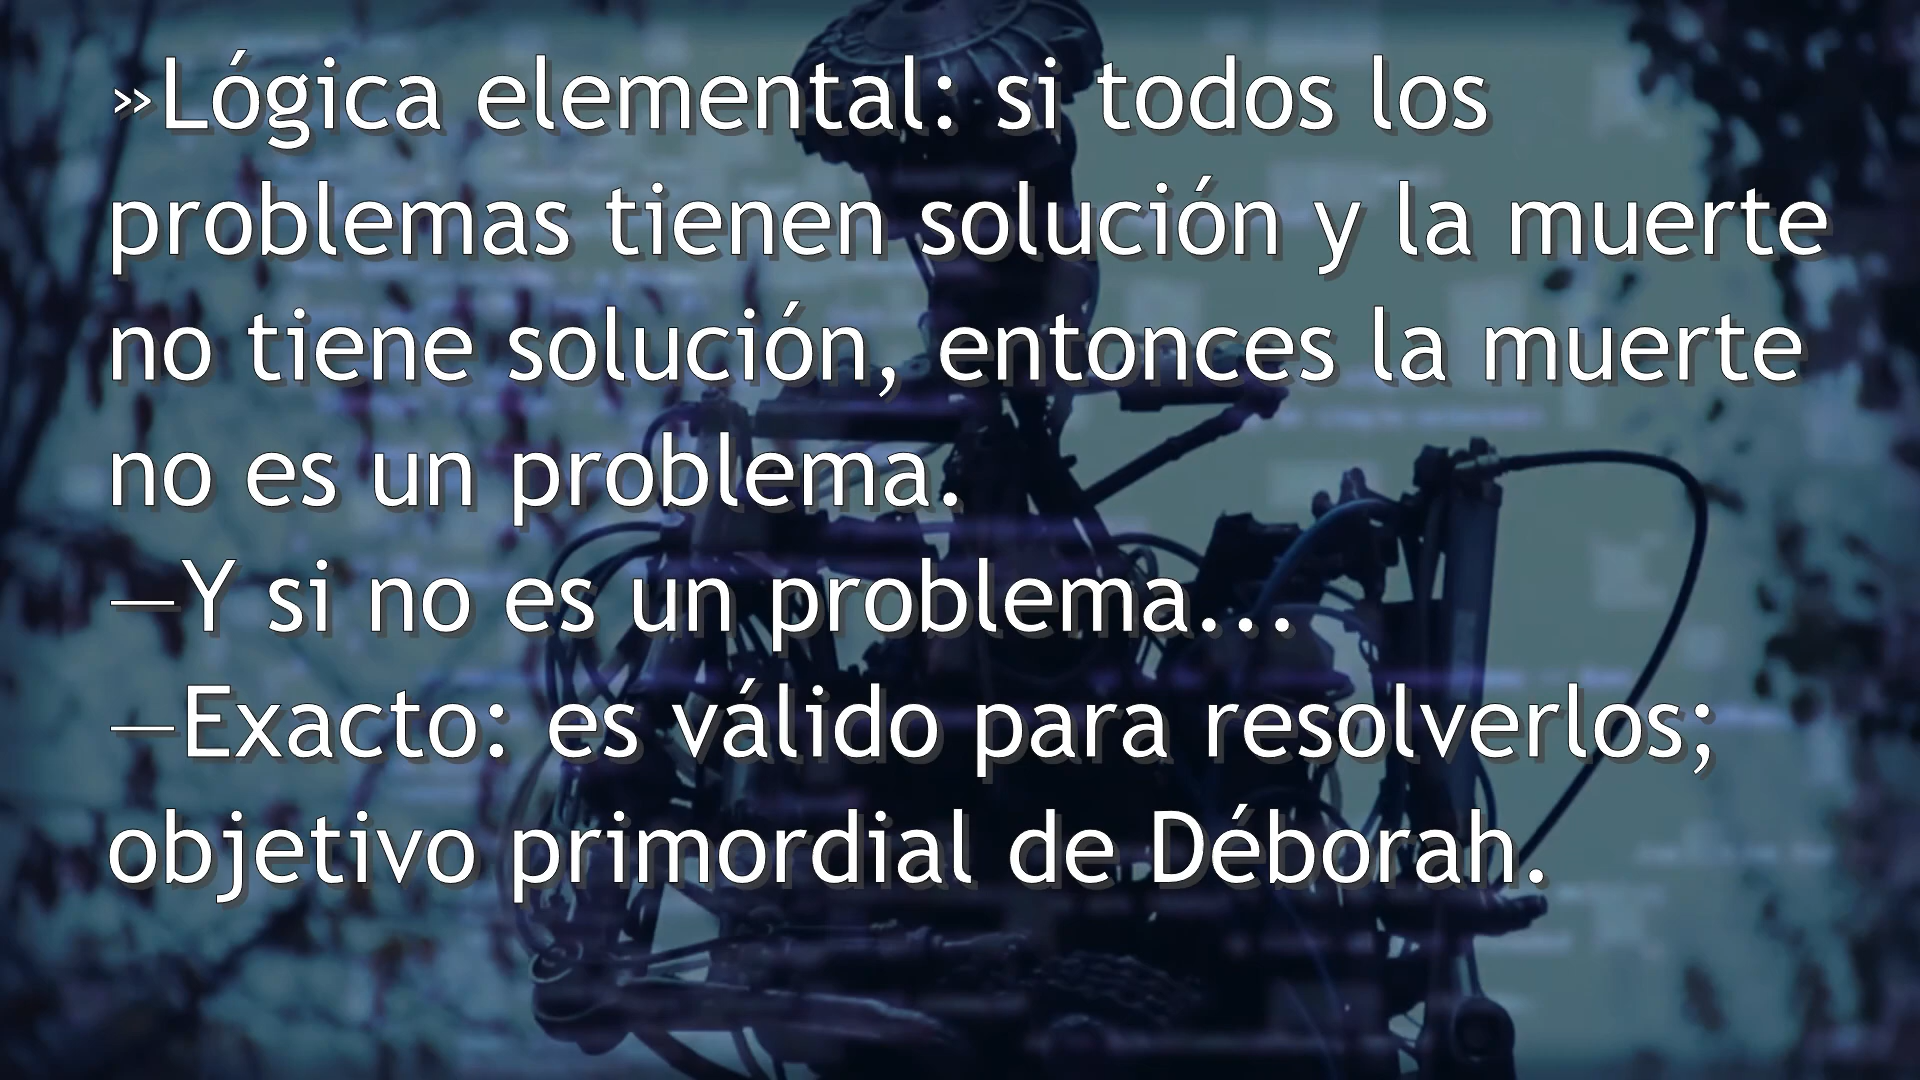 »Lógica elemental: si todos los
problemas tienen solución y la muerte
no tiene solución, entonces la muerte
no es un problema.
—Y si no es un problema...
—Exacto: es válido para resolverlos;
objetivo primordial de Déborah.